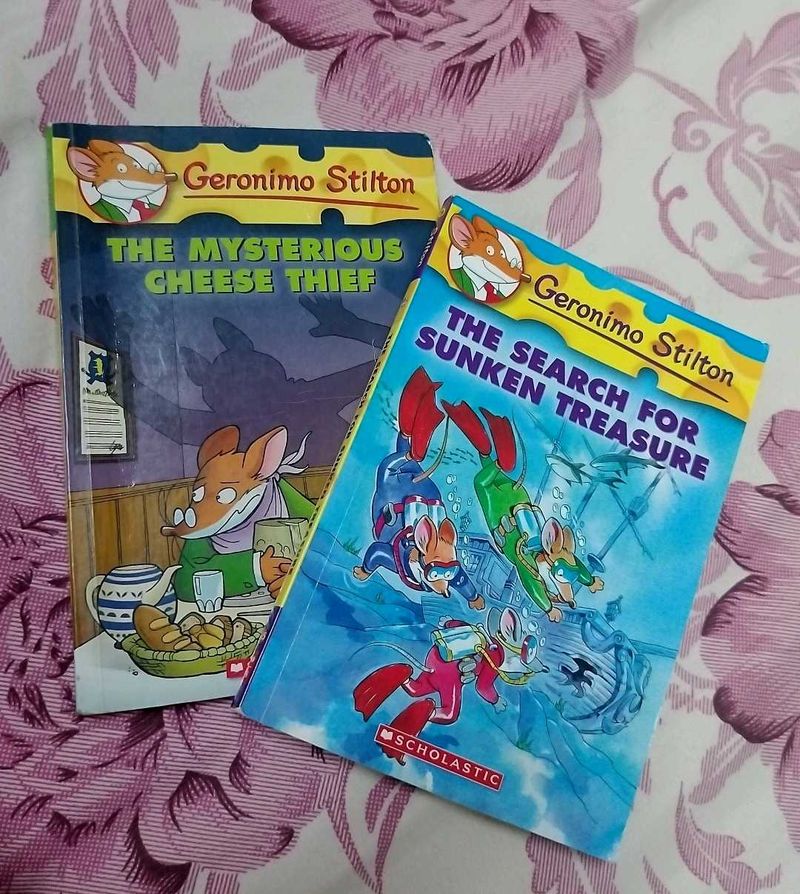 Geronimo Stilton
THE MYSTERIOUS
CHEESE THIEF
Geronimo Stilton
THE SEARCH FOR
SUNKEN TREASURE
SCHOLASTIC